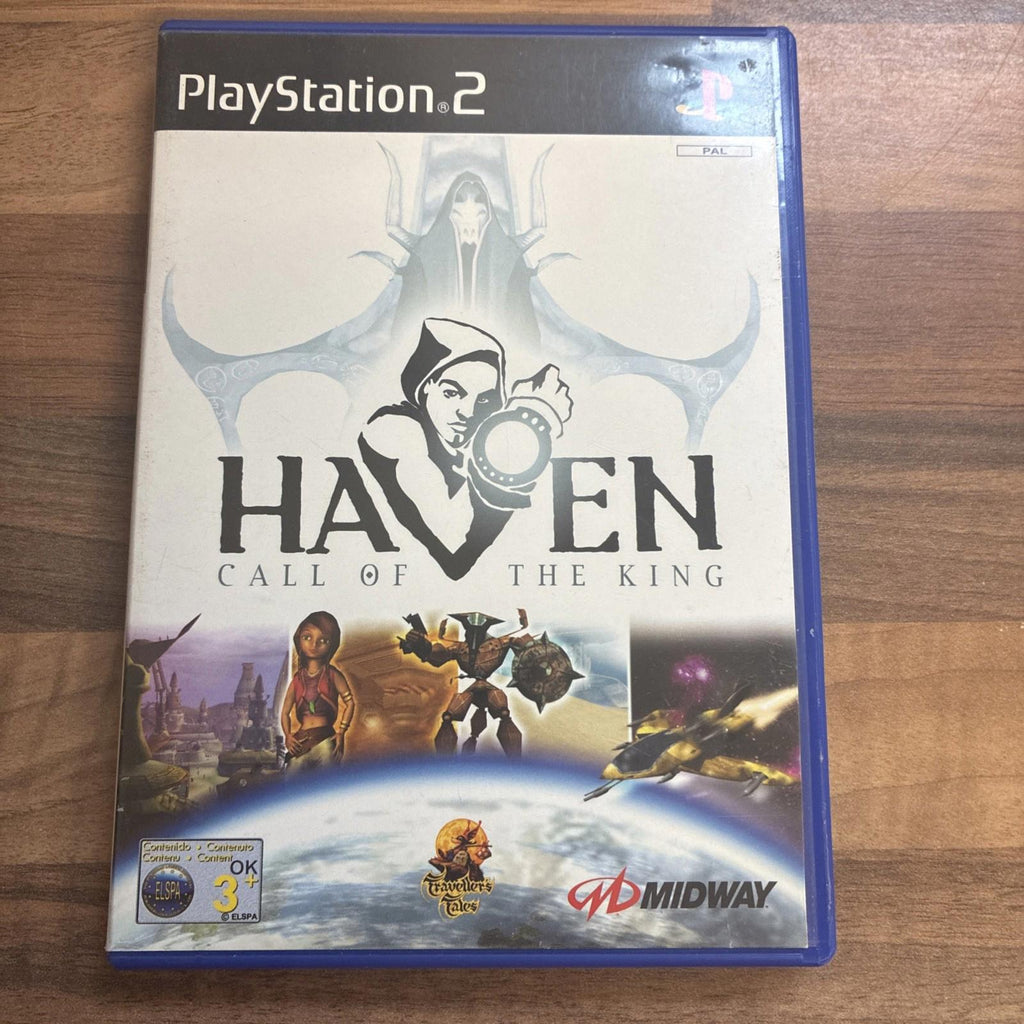 PlayStation®2
PAL
HAVEN
CALL OF THE KING
Contenido • Contenuto
Contenu • Content
OK
ELSPA
3+
© ELSPA
Traveller's
Tales
MIDWAY